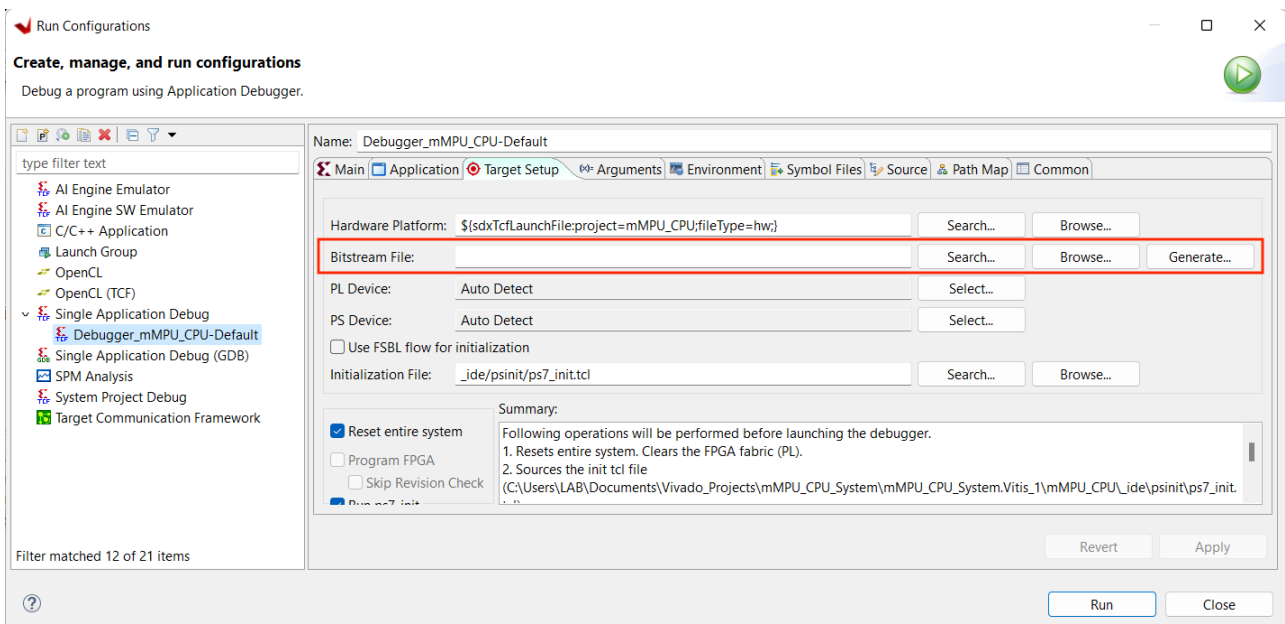 Run Configurations
Create, manage, and run configurations
Debug a program using Application Debugger.
type filter text
AI Engine Emulator
AI Engine SW Emulator
C/C++ Application
Launch Group
OpenCL
OpenCL (TCF)
Single Application Debug
Debugger_mMPU_CPU-Default
Single Application Debug (GDB)
SPM Analysis
System Project Debug
Target Communication Framework
Filter matched 12 of 21 items
Name: Debugger_mMPU_CPU-Default
Main Application Target Setup Arguments Environment Symbol Files Source Path Map Common
Hardware Platform: ${sdxTcfLaunchFile:project=mMPU_CPU;fileType=hw;} Search... Browse...
Bitstream File: Search... Browse... Generate...
PL Device: Auto Detect Select...
PS Device: Auto Detect Select...
Use FSBL flow for initialization
Initialization File: _ide/psinit/ps7_init.tcl Search... Browse...
Reset entire system
Program FPGA
Skip Revision Check
Run ps7_init
Summary:
Following operations will be performed before launching the debugger.
1. Resets entire system. Clears the FPGA fabric (PL).
2. Sources the init tcl file
(C:\Users\LAB\Documents\Vivado_Projects\mMPU_CPU_System\mMPU_CPU_System.Vitis_1\mMPU_CPU\_ide\psinit\ps7_init.
Revert Apply
Run Close